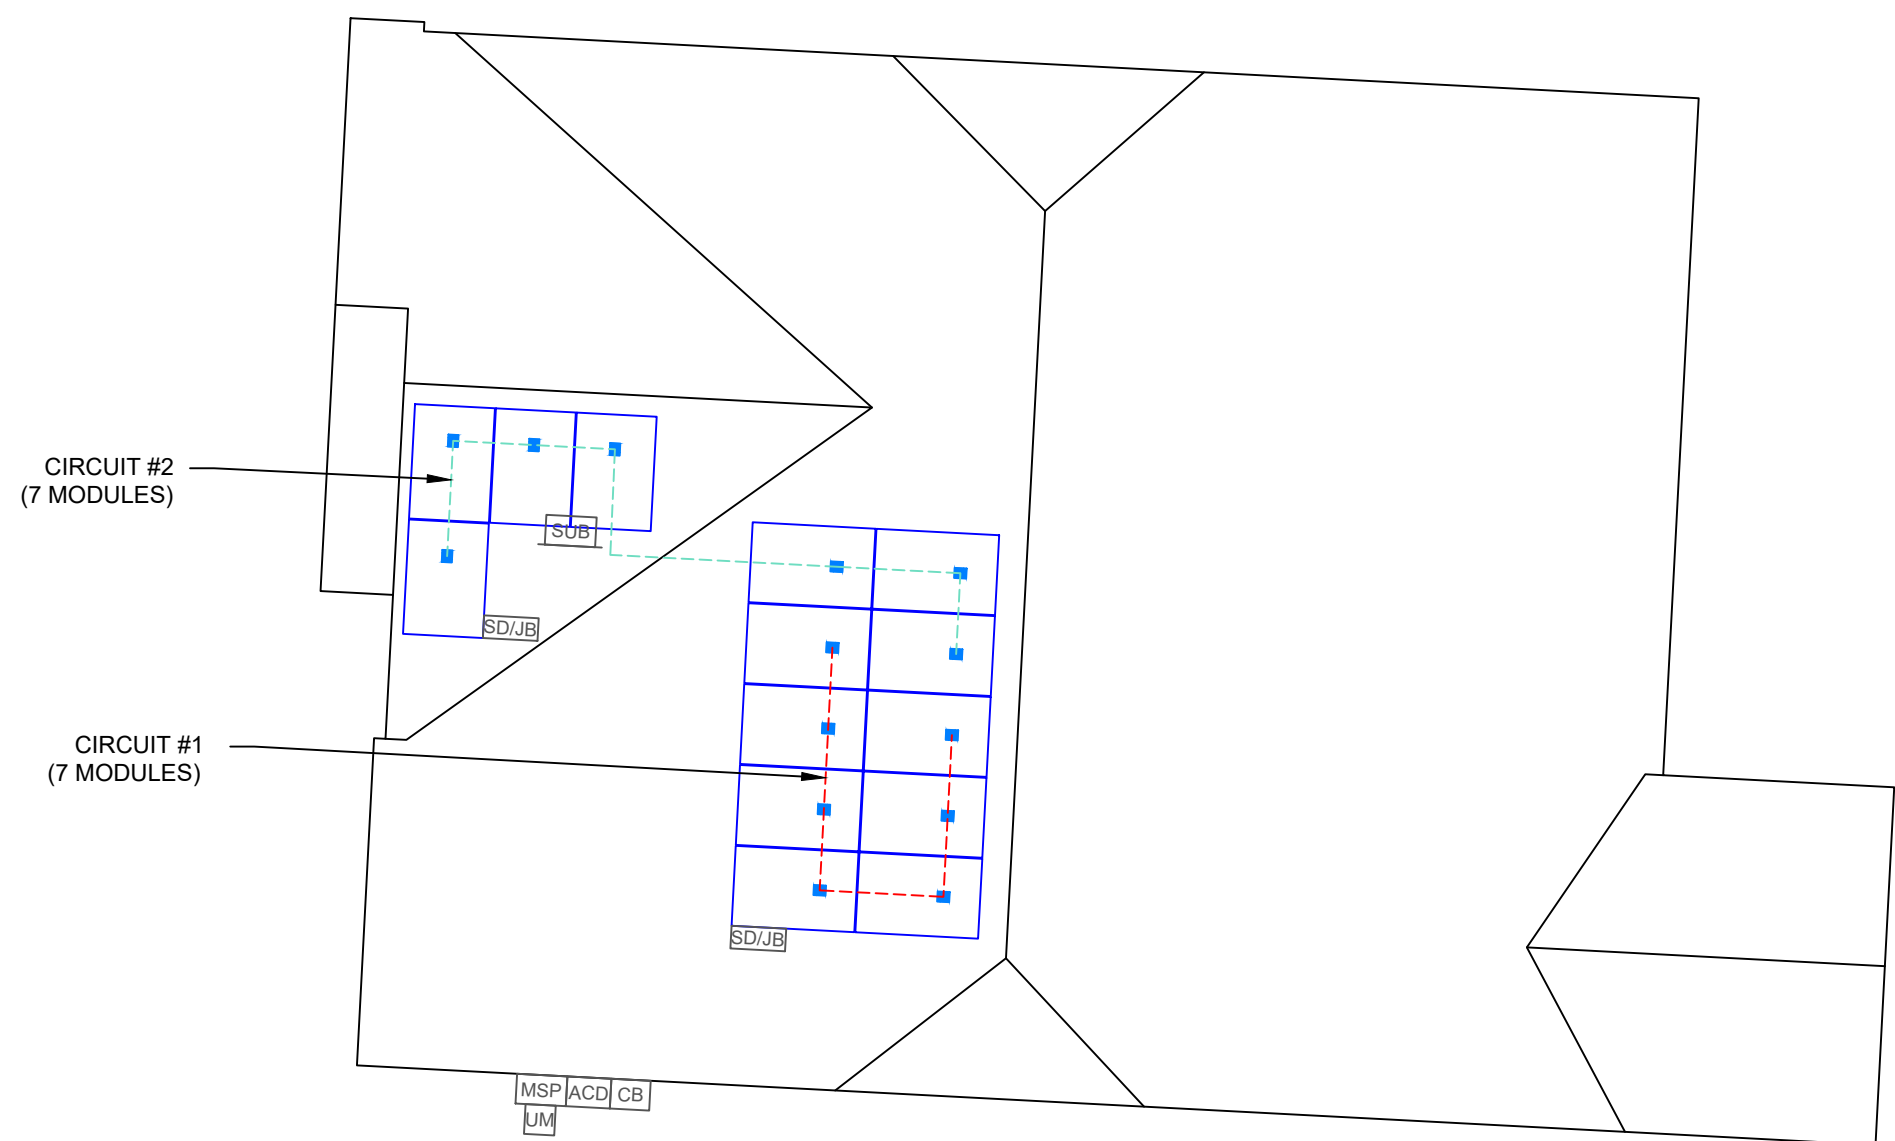 CIRCUIT #2
(7 MODULES)
SUB
SD/JB
CIRCUIT #1
(7 MODULES)
SD/JB
MSP ACD CB
UM